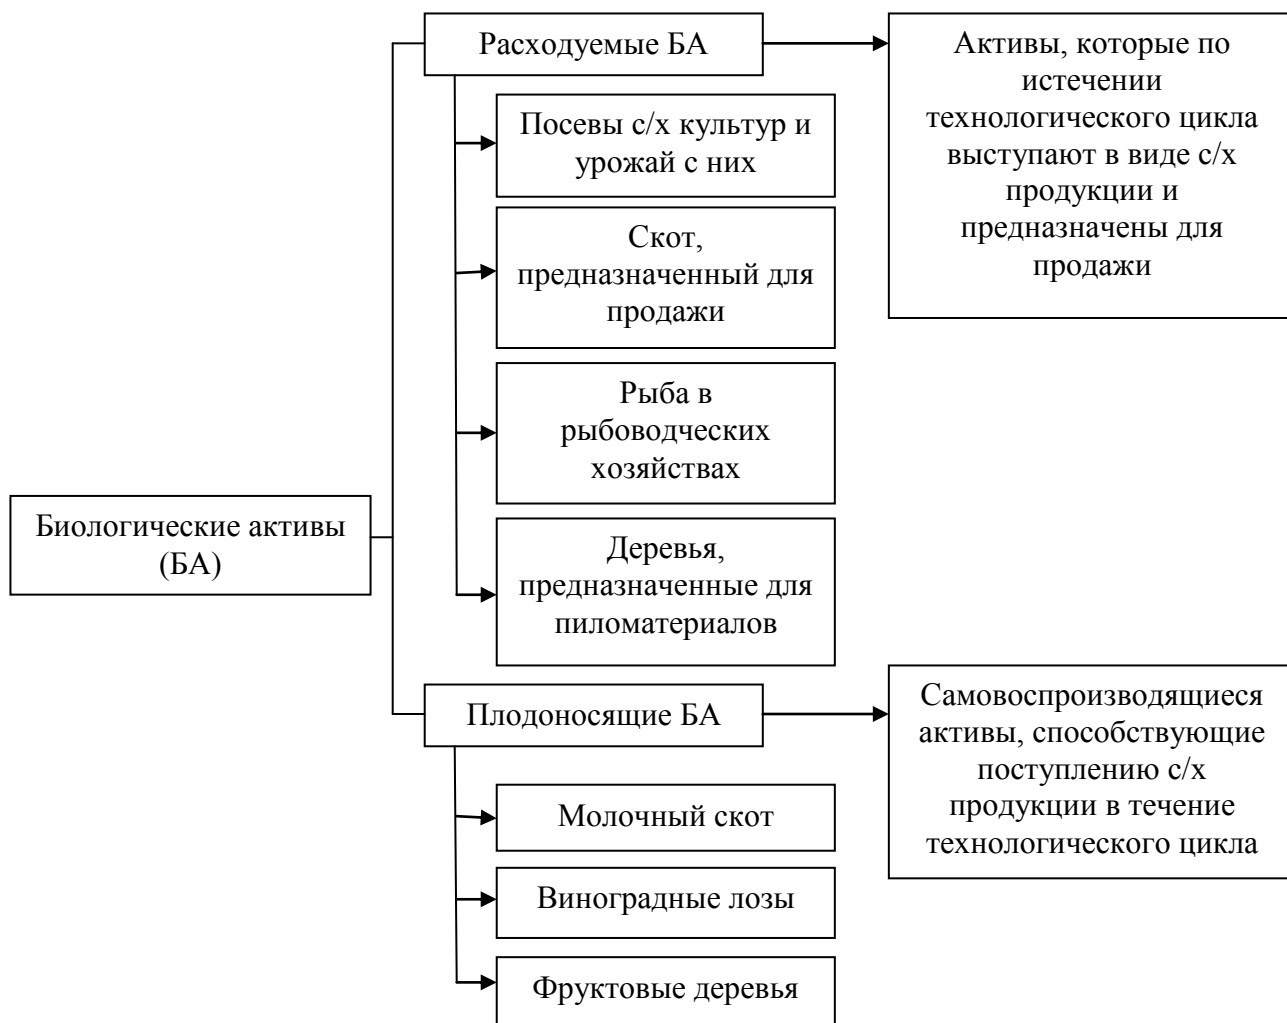 Расходуемые БА
Активы, которые по
истечении
технологического цикла
выступают в виде с/х
продукции и
предназначены для
продажи
Посевы с/х культур и
урожай с них
Скот,
предназначенный для
продажи
Рыба в
рыбоводческих
хозяйствах
Биологические активы
(БА)
Деревья,
предназначенные для
пиломатериалов
Плодоносящие БА
Самовоспроизводящиеся
активы, способствующие
поступлению с/х
продукции в течение
технологического цикла
Молочный скот
Виноградные лозы
Фруктовые деревья